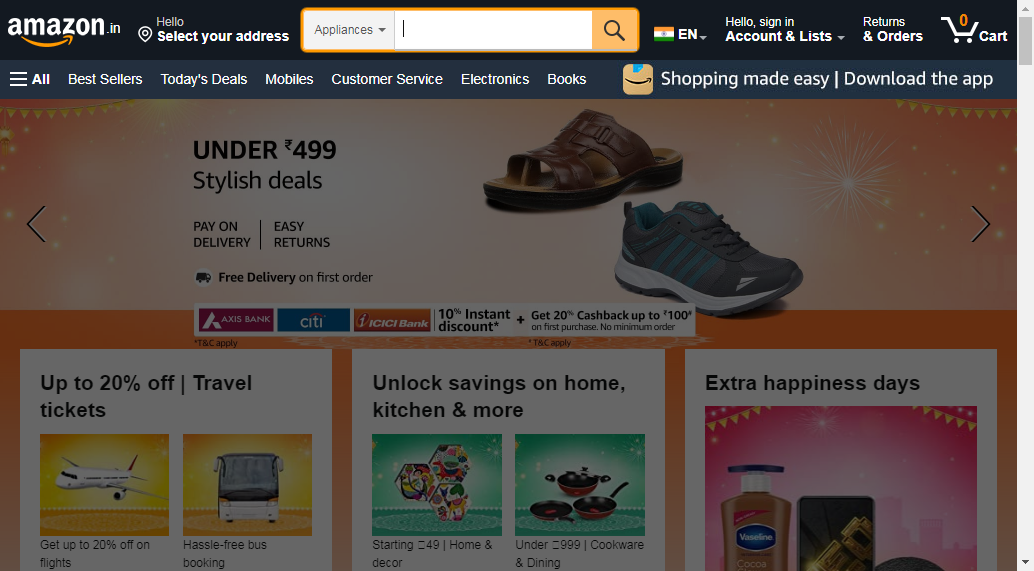 amazon.in
Hello
Select your address
Appliances
EN
Hello, sign in
Account & Lists
Returns
& Orders
0
Cart
All
Best Sellers
Today's Deals
Mobiles
Customer Service
Electronics
Books
Shopping made easy | Download the app
UNDER ₹499
Stylish deals
PAY ON
DELIVERY
EASY
RETURNS
Free Delivery on first order
AXIS BANK
citi
ICICI Bank
10% Instant
discount*
+
Get 20% Cashback up to ₹100#
on first purchase. No minimum order
*T&C apply
* T&C apply
Up to 20% off | Travel
tickets
Unlock savings on home,
kitchen & more
Extra happiness days
Get up to 20% off on
flights
Hassle-free bus
booking
Starting □49 | Home &
decor
Under □999 | Cookware
& Dining
Vaseline
Cocoa